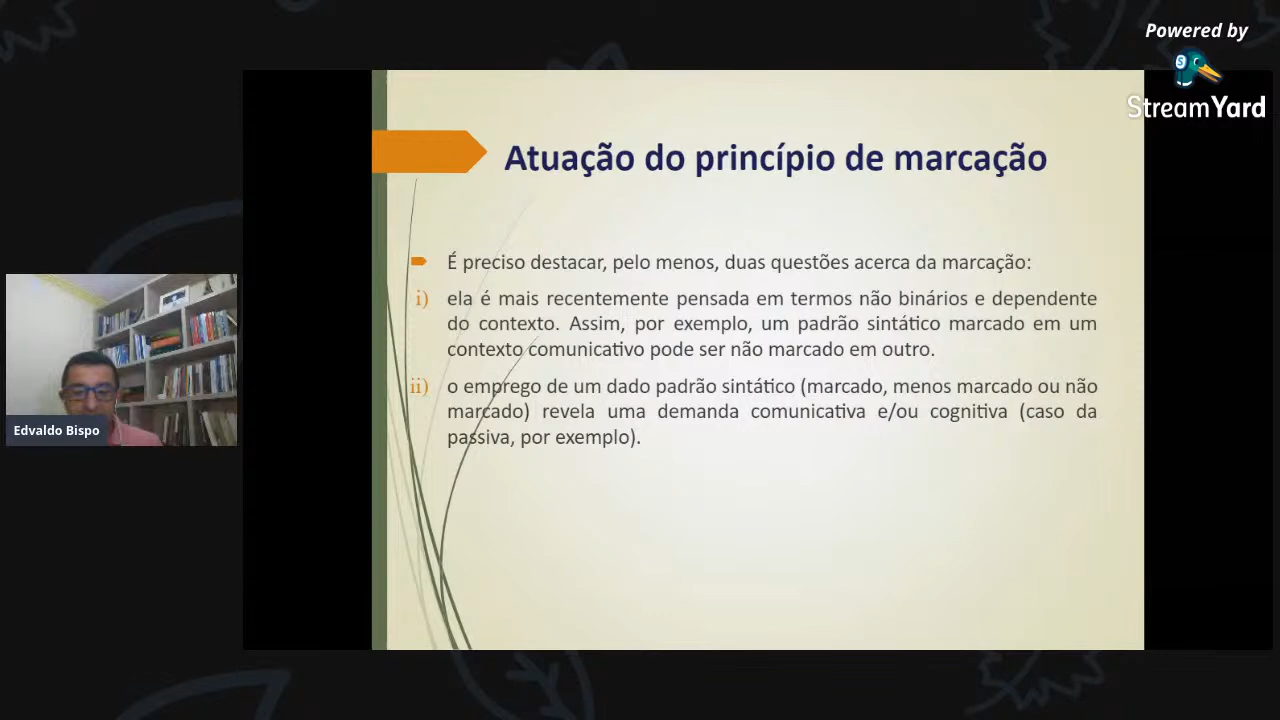 Powered by
StreamYard
Atuação do princípio de marcação
É preciso destacar, pelo menos, duas questões acerca da marcação:
i) ela é mais recentemente pensada em termos não binários e dependente
do contexto. Assim, por exemplo, um padrão sintático marcado em um
contexto comunicativo pode ser não marcado em outro.
ii) o emprego de um dado padrão sintático (marcado, menos marcado ou não
marcado) revela uma demanda comunicativa e/ou cognitiva (caso da
passiva, por exemplo).
Edvaldo Bispo